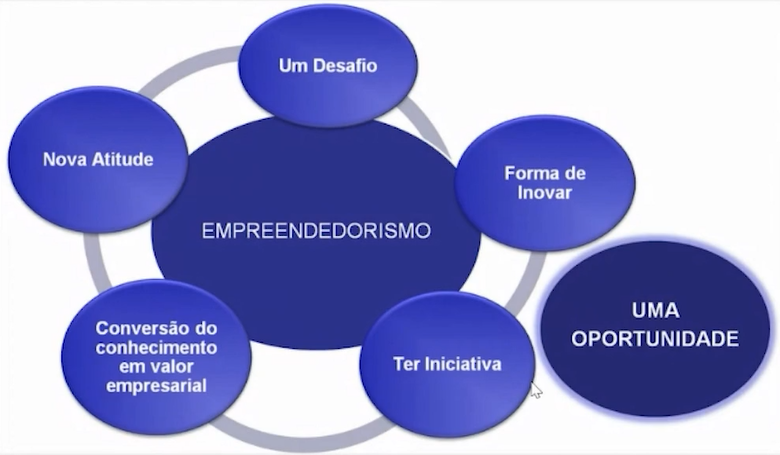 Um Desafio
Nova Atitude
Forma de
Inovar
EMPREENDEDORISMO
UMA
OPORTUNIDADE
Conversão do
conhecimento
em valor
empresarial
Ter Iniciativa